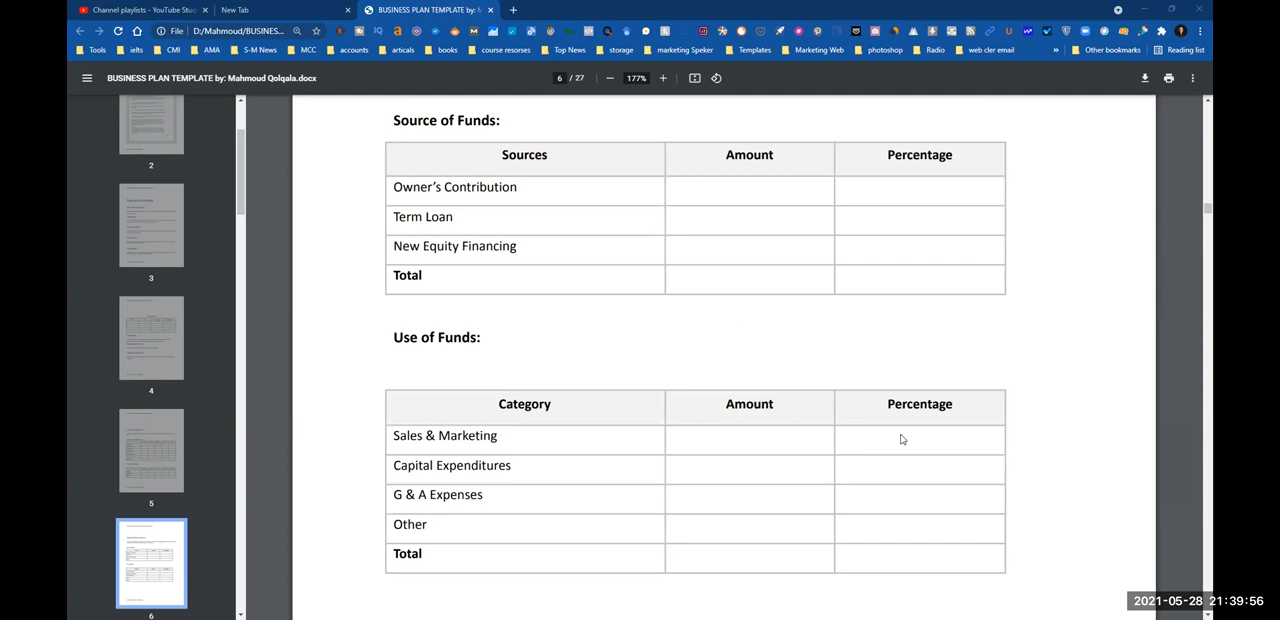 Channel playlists - YouTube Stud
New Tab
BUSINESS PLAN TEMPLATE by: M
File
D:/Mahmoud/BUSINES...
Tools
ielts
CMI
AMA
S-M News
MCC
accounts
articals
books
course resorses
Top News
storage
marketing Speker
Templates
Marketing Web
photoshop
Radio
web cler email
»
Other bookmarks
Reading list
BUSINESS PLAN TEMPLATE by: Mahmoud Qolqala.docx
6 / 27
177%
2
3
4
5
6
Source of Funds:
Sources Amount Percentage
Owner’s Contribution
Term Loan
New Equity Financing
Total
Use of Funds:
Category Amount Percentage
Sales & Marketing
Capital Expenditures
G & A Expenses
Other
Total
2021-05-28 21:39:56